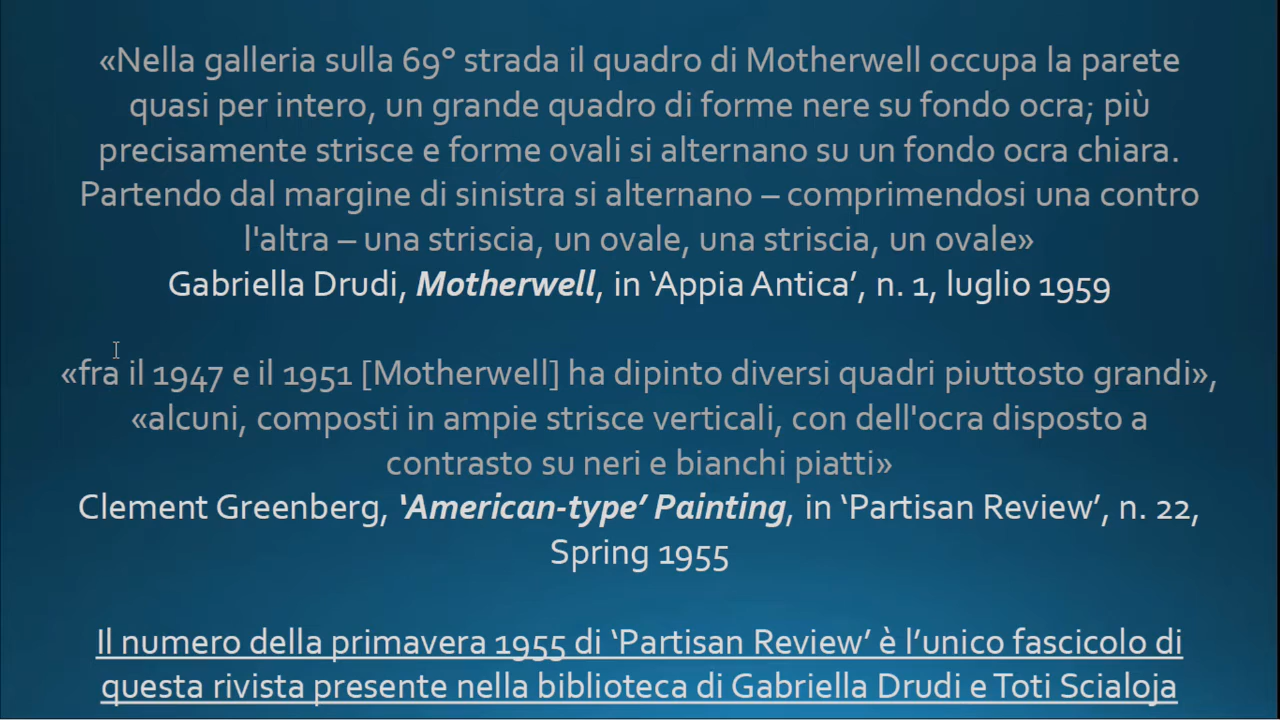 «Nella galleria sulla 69° strada il quadro di Motherwell occupa la parete
quasi per intero, un grande quadro di forme nere su fondo ocra; più
precisamente strisce e forme ovali si alternano su un fondo ocra chiara.
Partendo dal margine di sinistra si alternano – comprimendosi una contro
l'altra – una striscia, un ovale, una striscia, un ovale»
Gabriella Drudi, Motherwell, in ‘Appia Antica’, n. 1, luglio 1959
«fra il 1947 e il 1951 [Motherwell] ha dipinto diversi quadri piuttosto grandi»,
«alcuni, composti in ampie strisce verticali, con dell'ocra disposto a
contrasto su neri e bianchi piatti»
Clement Greenberg, ‘American-type’ Painting, in ‘Partisan Review’, n. 22,
Spring 1955
Il numero della primavera 1955 di ‘Partisan Review’ è l’unico fascicolo di
questa rivista presente nella biblioteca di Gabriella Drudi e Toti Scialoja